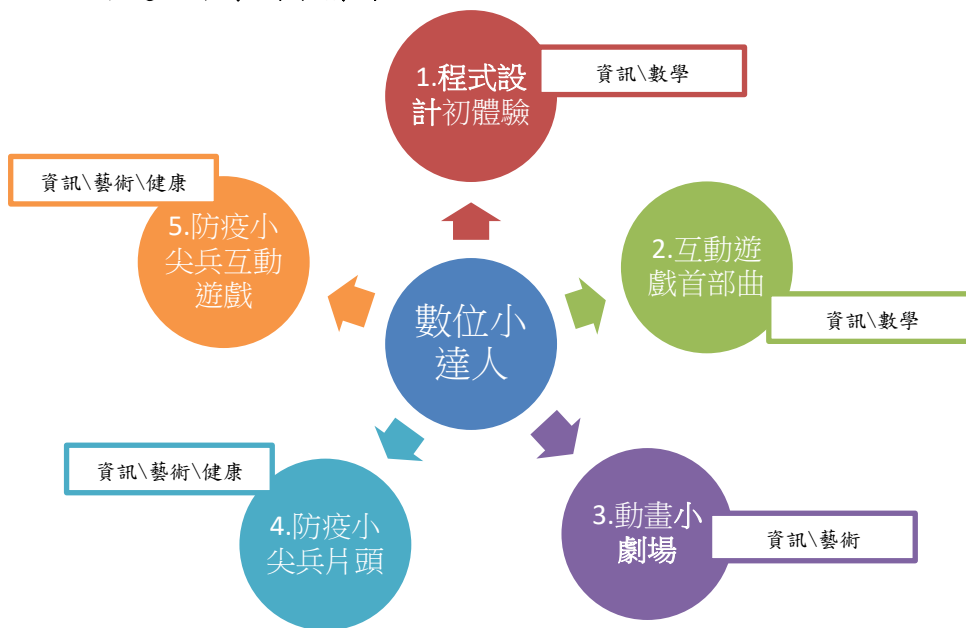 1.程式設
計初體驗
資訊\數學
2.互動遊
戲首部曲
資訊\數學
3.動畫小
劇場
資訊\藝術
4.防疫小
尖兵片頭
資訊\藝術\健康
5.防疫小
尖兵互動
遊戲
資訊\藝術\健康
數位小
達人